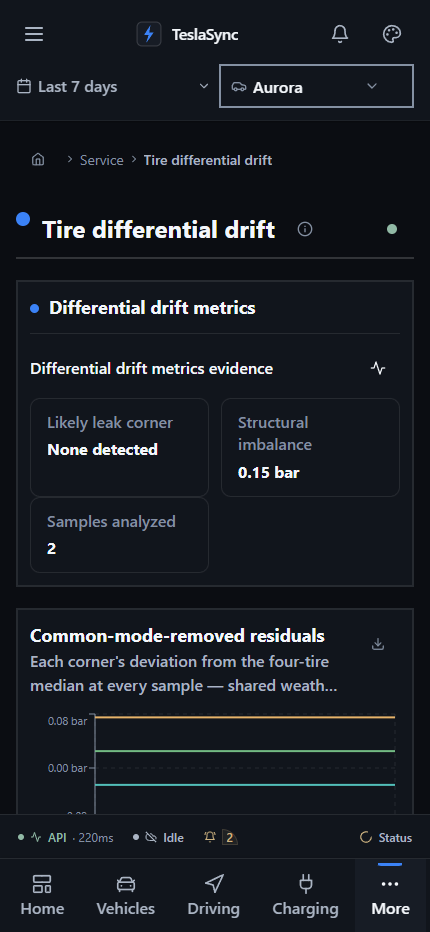 TeslaSync
Last 7 days
Aurora
Service
Tire differential drift
Tire differential drift
Differential drift metrics
Differential drift metrics evidence
Likely leak corner
None detected
Structural
imbalance
0.15 bar
Samples analyzed
2
Common-mode-removed residuals
Each corner's deviation from the four-tire
median at every sample — shared weath...
0.08 bar
0.00 bar
API · 220ms
Idle
2
Status
Home
Vehicles
Driving
Charging
More